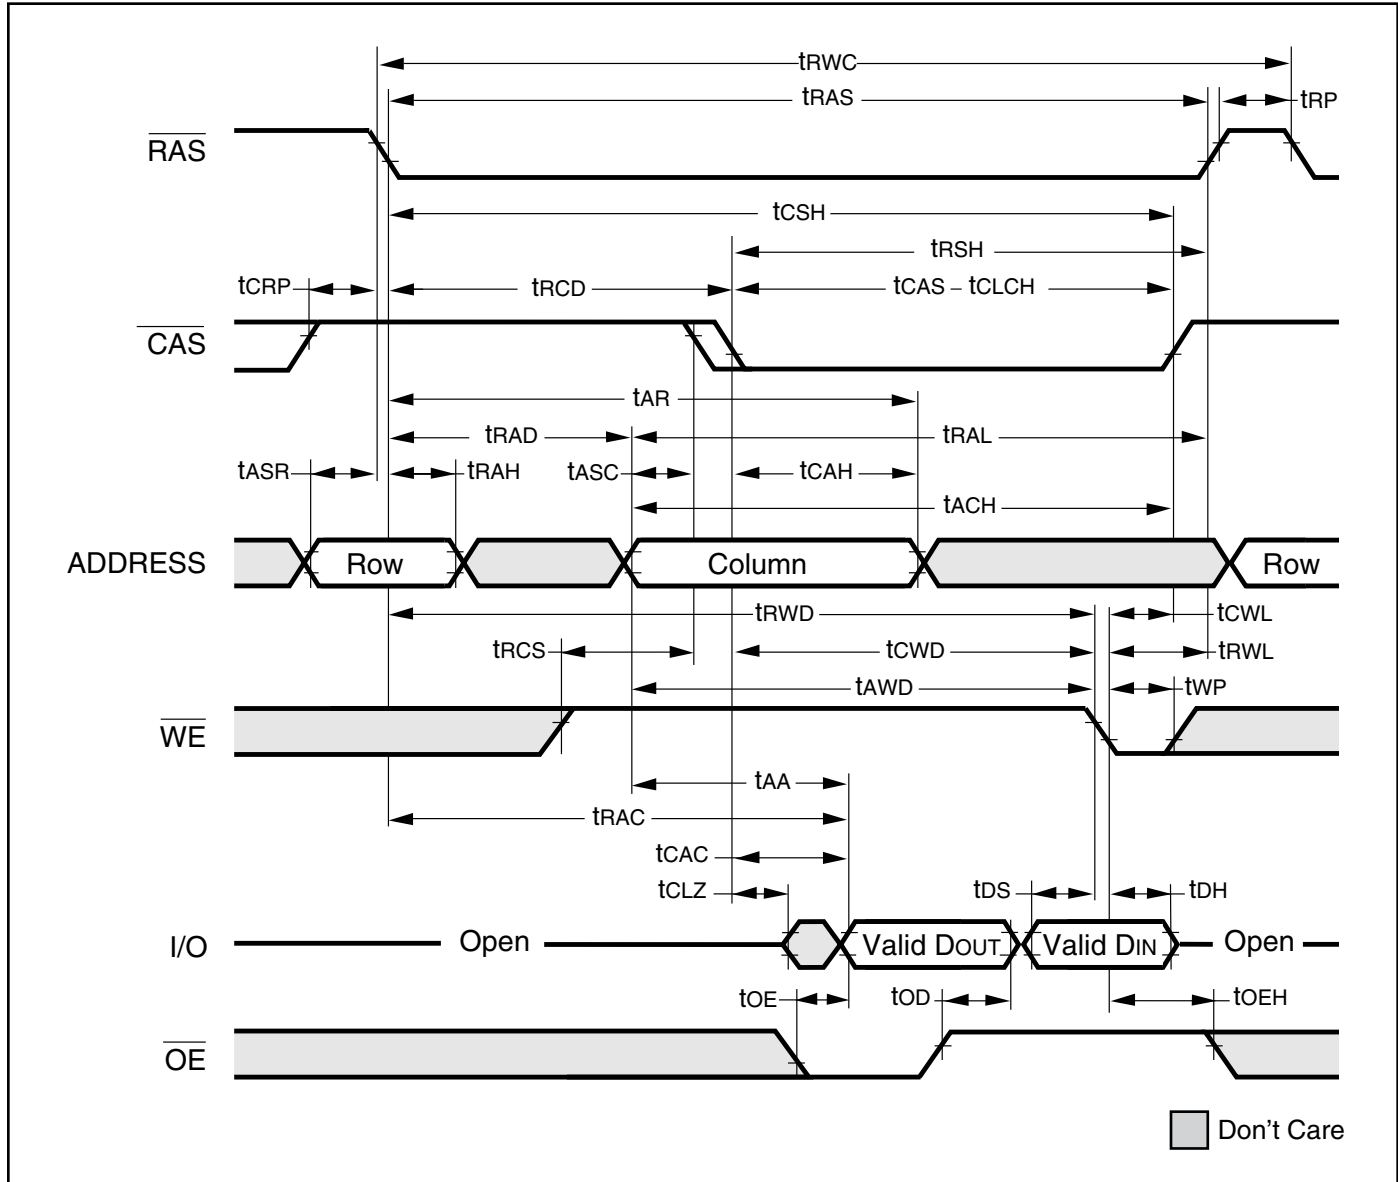 tRWC
tRAS
tRP
RAS
tCSH
tRSH
tCRP
tRCD
tCAS – tCLCH
CAS
tAR
tRAD
tRAL
tASR
tRAH
tASC
tCAH
tACH
ADDRESS
Row
Column
Row
tRWD
tCWL
tRCS
tCWD
tRWL
tAWD
tWP
WE
tAA
tRAC
tCAC
tCLZ
tDS
tDH
I/O
Open
Valid DOUT
Valid DIN
Open
tOE
tOD
tOEH
OE
Don't Care